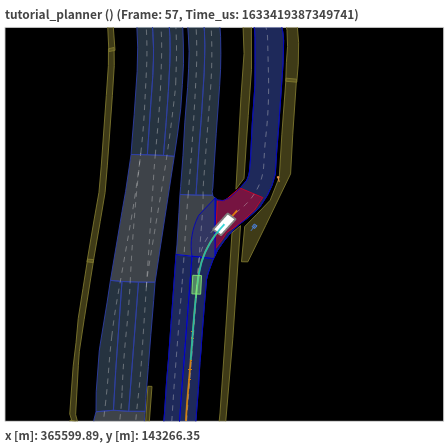 tutorial_planner () (Frame: 57, Time_us: 1633419387349741)
x [m]: 365599.89, y [m]: 143266.35